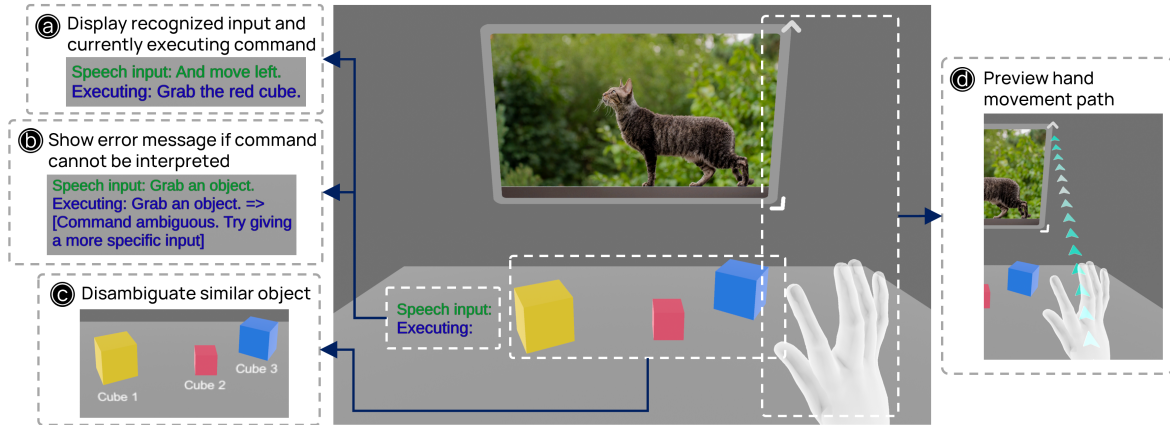 a Display recognized input and
currently executing command
Speech input: And move left.
Executing: Grab the red cube.
b Show error message if command
cannot be interpreted
Speech input: Grab an object.
Executing: Grab an object. =>
[Command ambiguous. Try giving
a more specific input]
c Disambiguate similar object
Cube 1
Cube 2
Cube 3
Speech input:
Executing:
d Preview hand
movement path